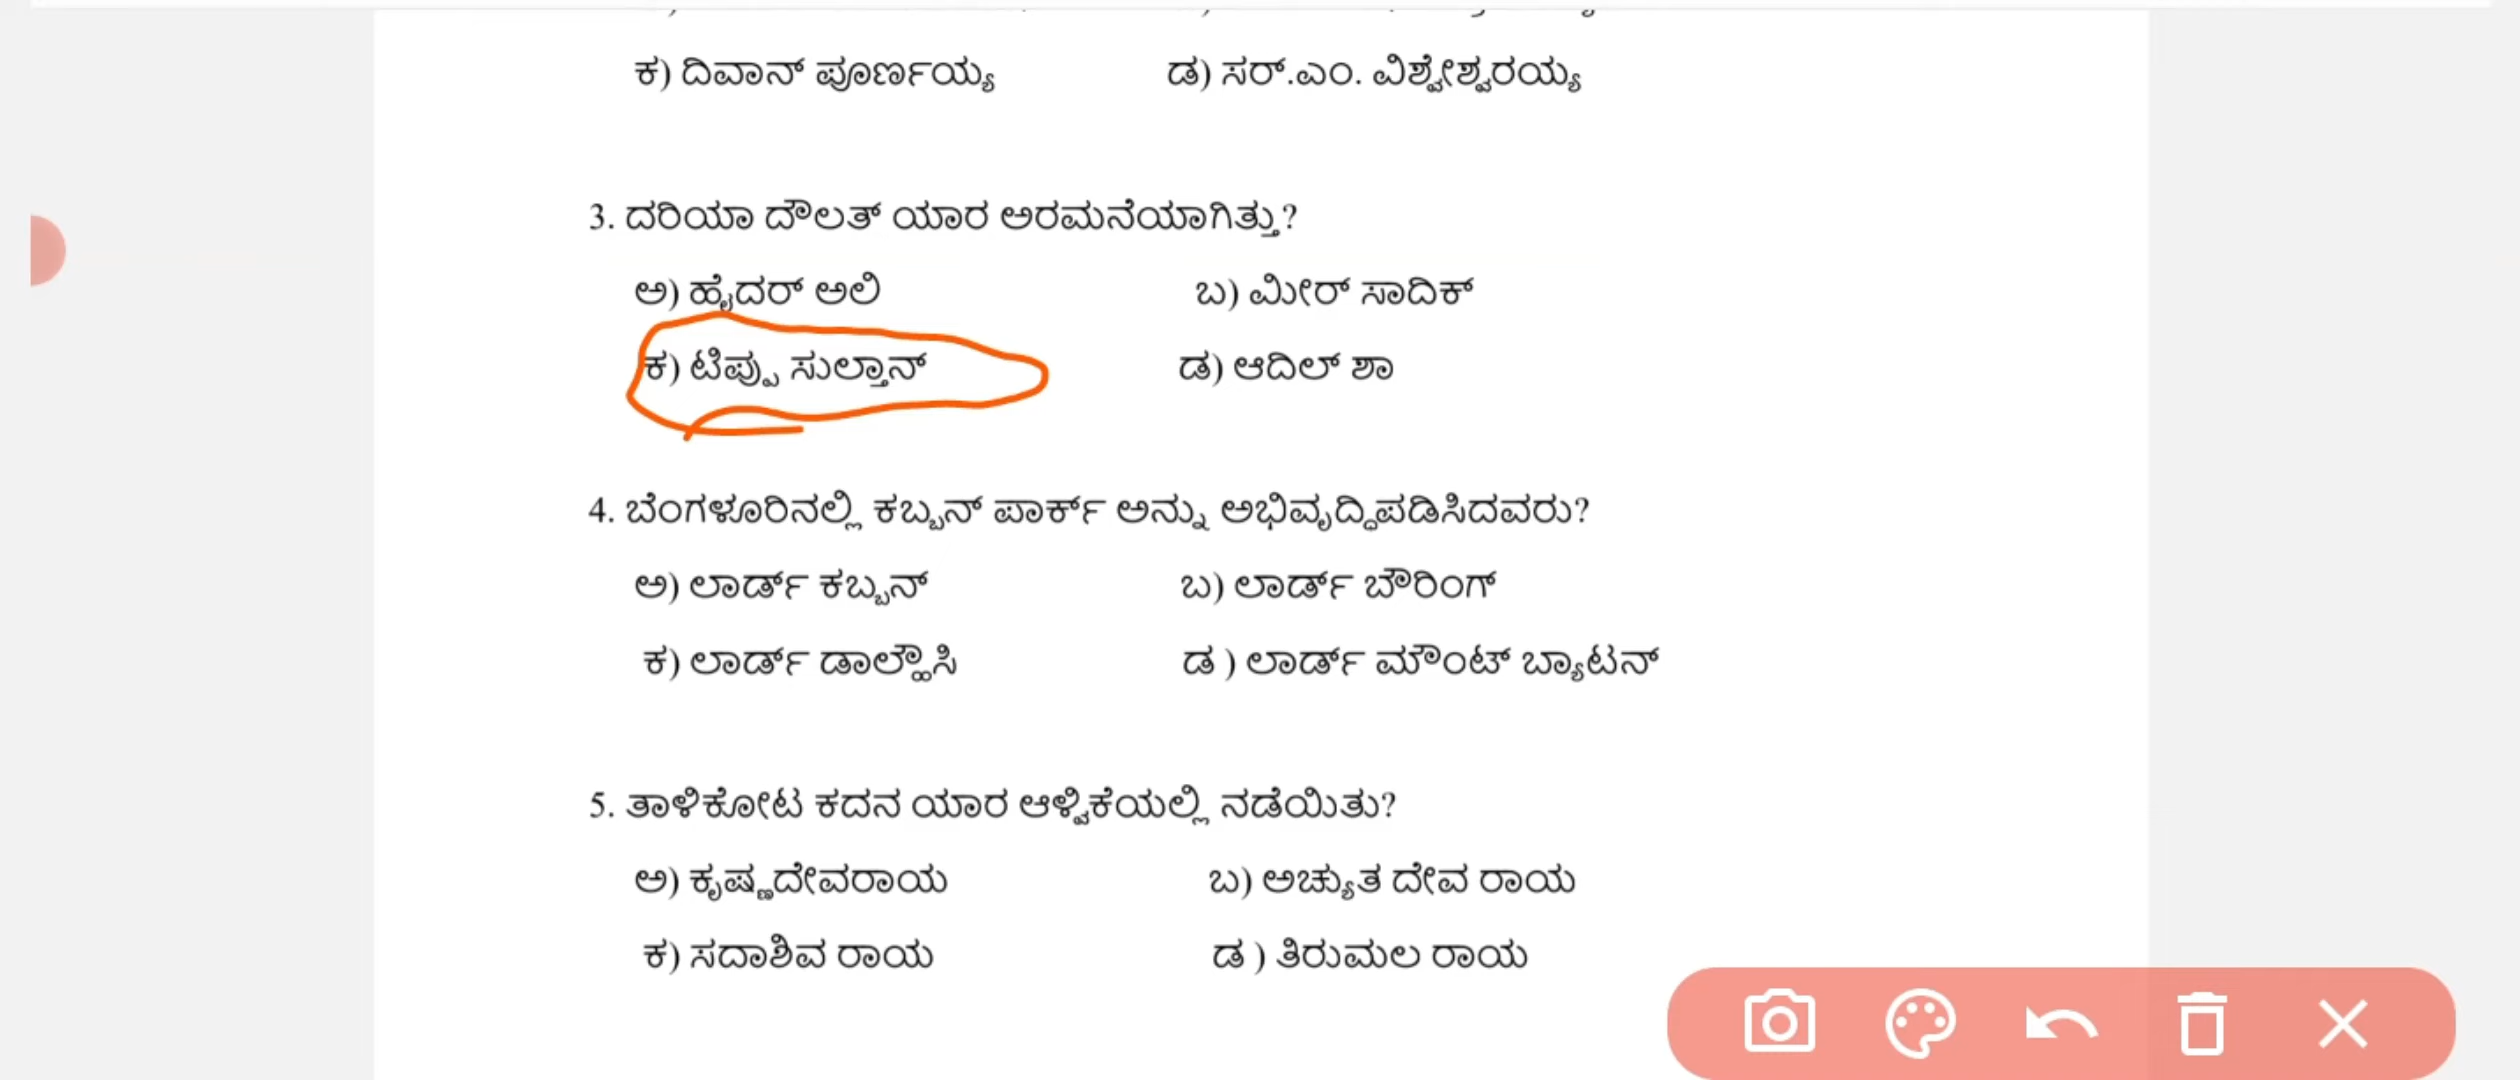 ಕ) ದಿವಾನ್ ಪೂರ್ಣಯ್ಯ ಡ) ಸರ್.ಎಂ. ವಿಶ್ವೇಶ್ವರಯ್ಯ
3. ದರಿಯಾ ದೌಲತ್ ಯಾರ ಅರಮನೆಯಾಗಿತ್ತು?
ಅ) ಹೈದರ್ ಅಲಿ ಬ) ಮೀರ್ ಸಾದಿಕ್
ಕ) ಟಿಪ್ಪು ಸುಲ್ತಾನ್ ಡ) ಆದಿಲ್ ಶಾ
4. ಬೆಂಗಳೂರಿನಲ್ಲಿ ಕಬ್ಬನ್ ಪಾರ್ಕ್ ಅನ್ನು ಅಭಿವೃದ್ಧಿಪಡಿಸಿದವರು?
ಅ) ಲಾರ್ಡ್ ಕಬ್ಬನ್ ಬ) ಲಾರ್ಡ್ ಬೌರಿಂಗ್
ಕ) ಲಾರ್ಡ್ ಡಾಲ್ಹೌಸಿ ಡ ) ಲಾರ್ಡ್ ಮೌಂಟ್ ಬ್ಯಾಟನ್
5. ತಾಳಿಕೋಟ ಕದನ ಯಾರ ಆಳ್ವಿಕೆಯಲ್ಲಿ ನಡೆಯಿತು?
ಅ) ಕೃಷ್ಣದೇವರಾಯ ಬ) ಅಚ್ಯುತ ದೇವ ರಾಯ
ಕ) ಸದಾಶಿವ ರಾಯ ಡ ) ತಿರುಮಲ ರಾಯ